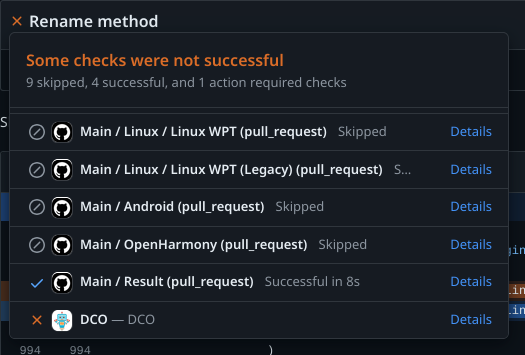 Rename method
Some checks were not successful
9 skipped, 4 successful, and 1 action required checks
Main / Linux / Linux WPT (pull_request) Skipped Details
Main / Linux / Linux WPT (Legacy) (pull_request) S... Details
Main / Android (pull_request) Skipped Details
Main / OpenHarmony (pull_request) Skipped Details
Main / Result (pull_request) Successful in 8s Details
DCO — DCO Details
994 994 )